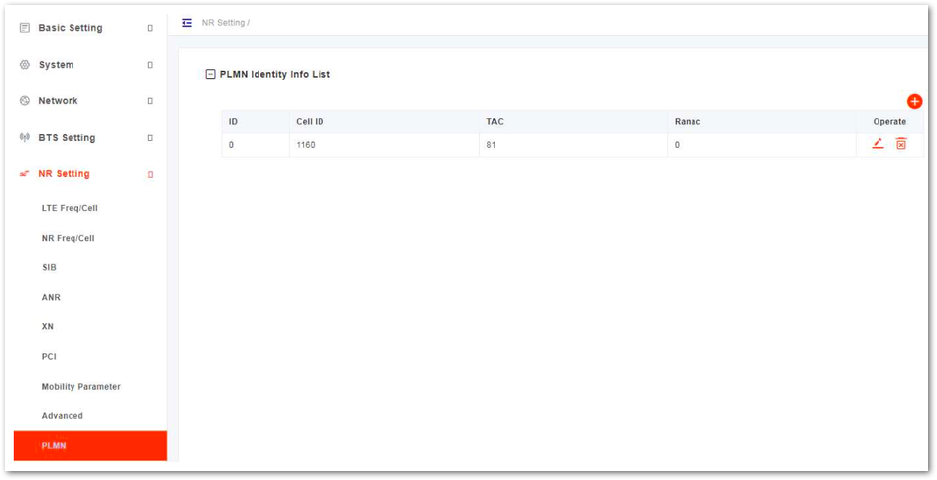 Basic Setting
System
Network
BTS Setting
NR Setting
LTE Freq/Cell
NR Freq/Cell
SIB
ANR
XN
PCI
Mobility Parameter
Advanced
PLMN
NR Setting /
PLMN Identity Info List
ID Cell ID TAC Ranac Operate
0 1160 81 0